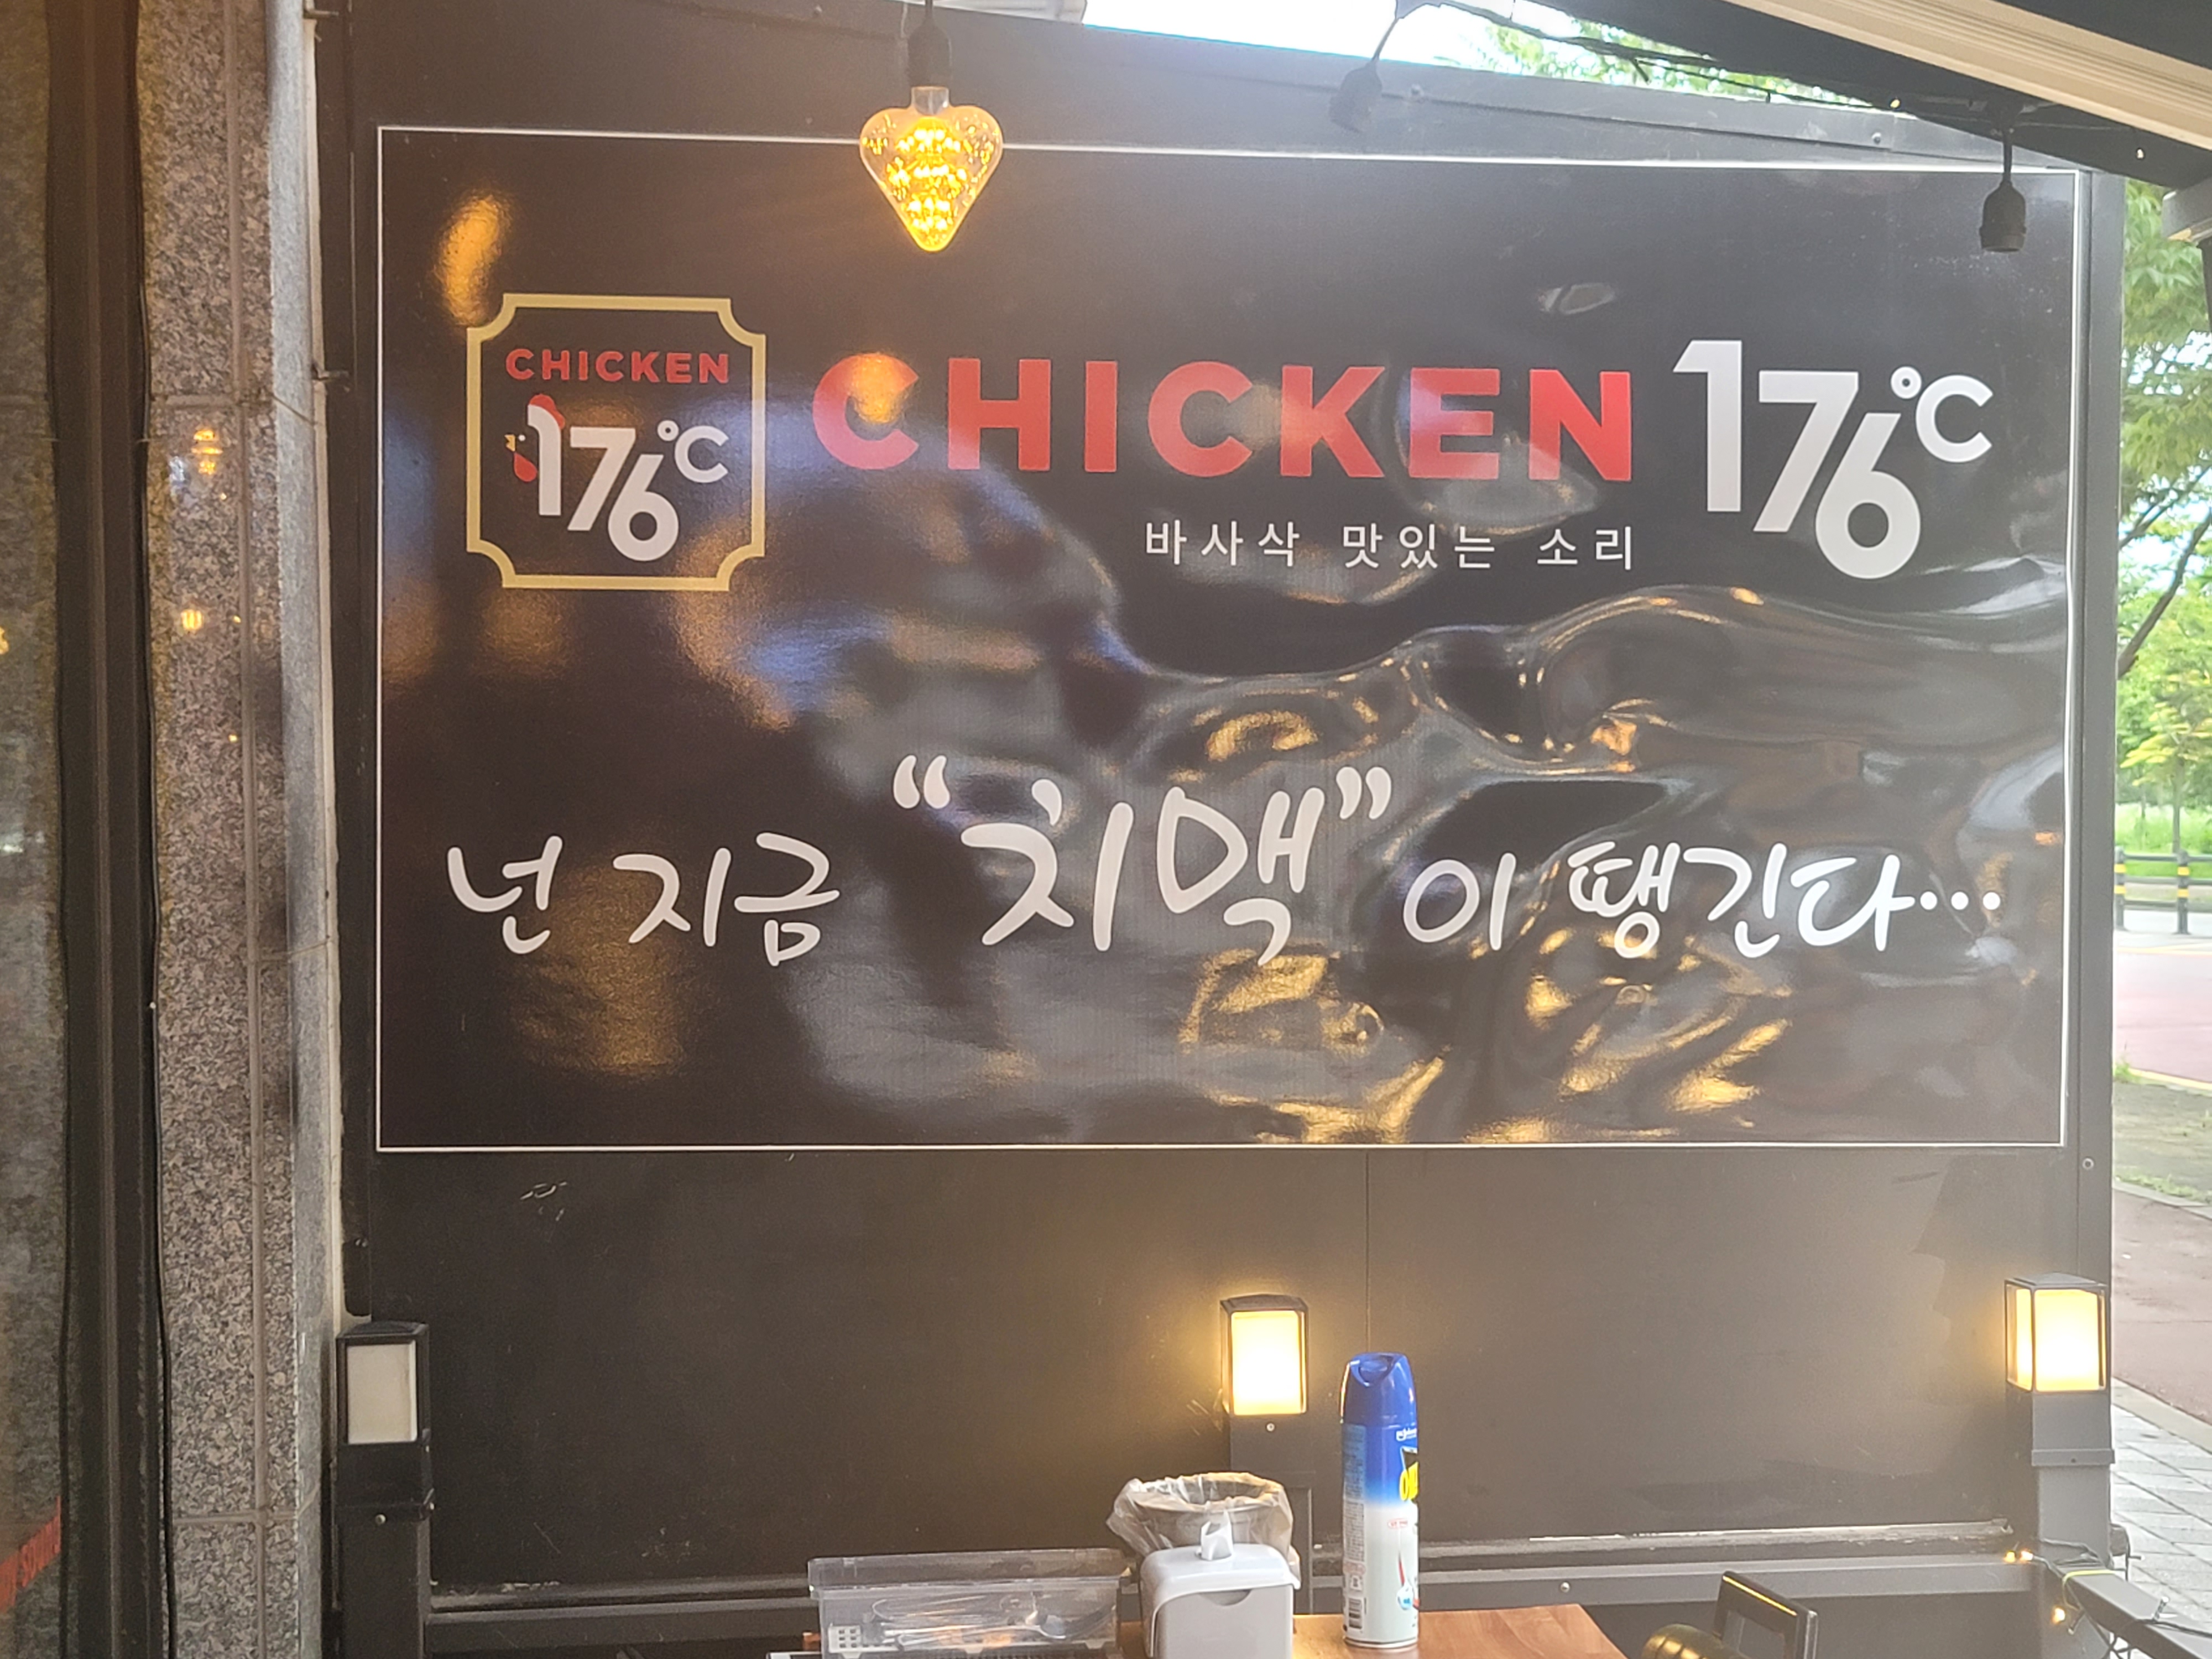 CHICKEN
176℃
CHICKEN 176℃
바사삭 맛있는 소리
넌 지금 “치맥”이 땡긴다...